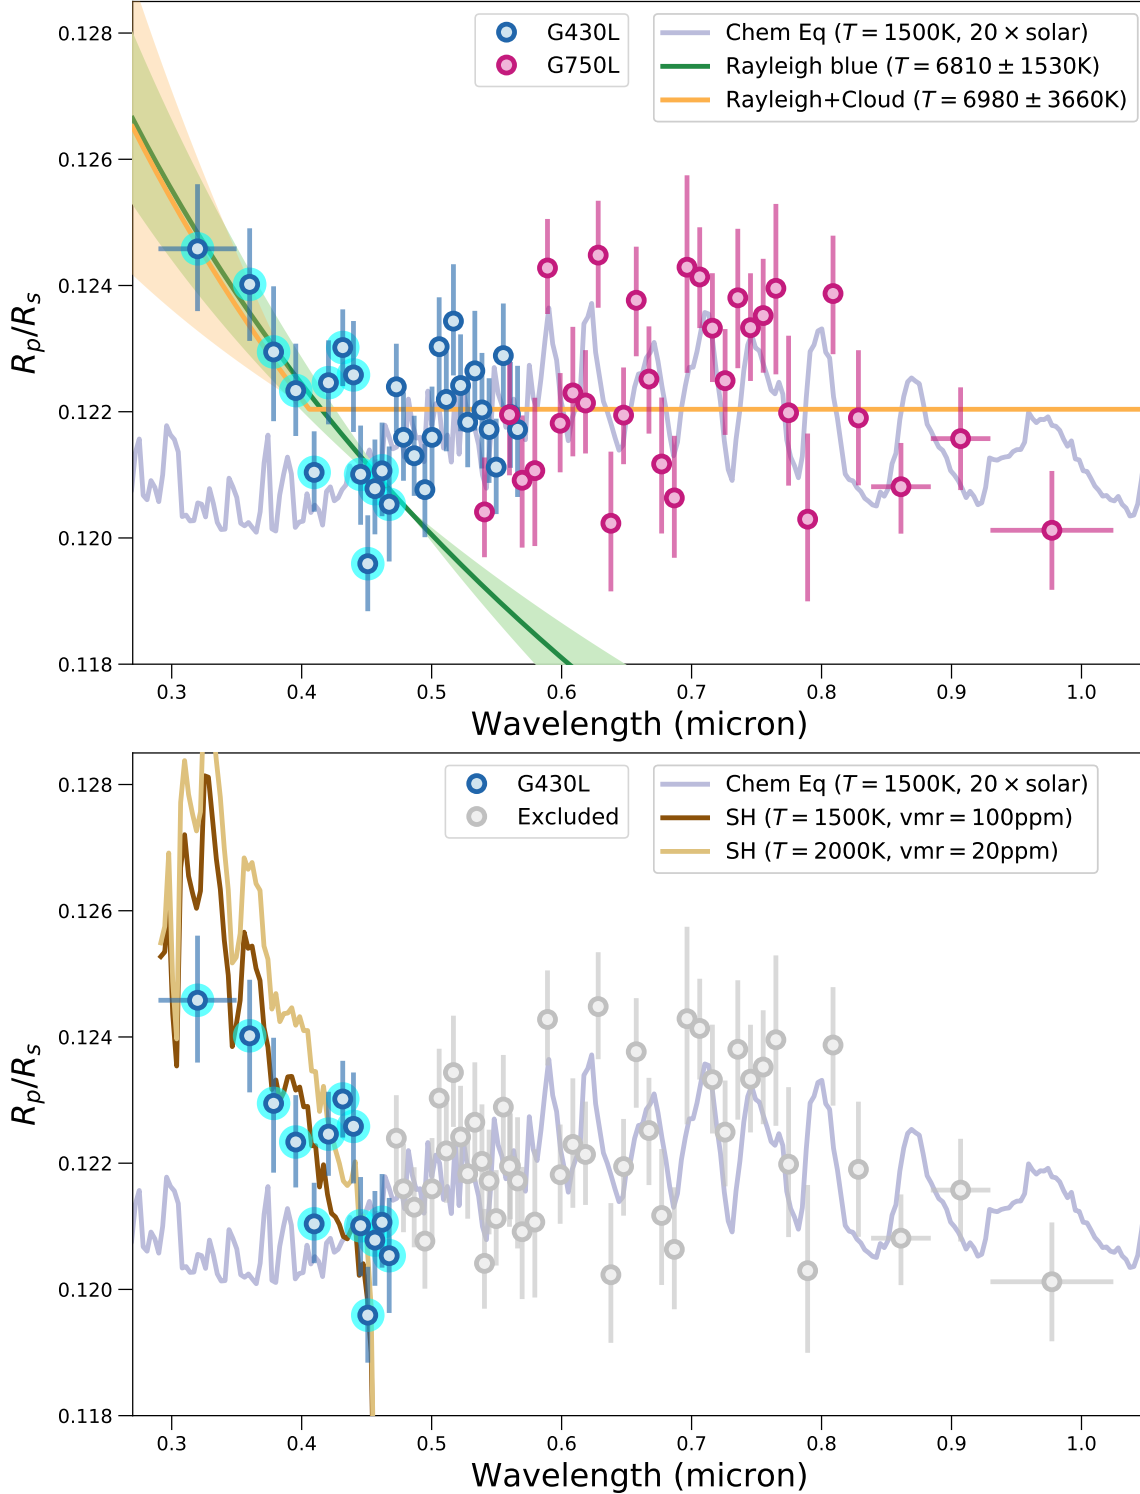 G430L
G750L
Chem Eq (T = 1500K, 20 × solar)
Rayleigh blue (T = 6810 ± 1530K)
Rayleigh+Cloud (T = 6980 ± 3660K)
0.128
0.126
0.124
0.122
0.120
0.118
Rp/Rs
0.3 0.4 0.5 0.6 0.7 0.8 0.9 1.0
Wavelength (micron)
G430L
Excluded
Chem Eq (T = 1500K, 20 × solar)
SH (T = 1500K, vmr = 100ppm)
SH (T = 2000K, vmr = 20ppm)
0.128
0.126
0.124
0.122
0.120
0.118
Rp/Rs
0.3 0.4 0.5 0.6 0.7 0.8 0.9 1.0
Wavelength (micron)